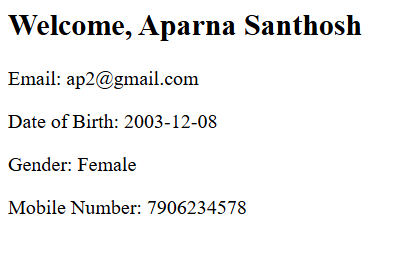 Welcome, Aparna Santhosh
Email: ap2@gmail.com
Date of Birth: 2003-12-08
Gender: Female
Mobile Number: 7906234578